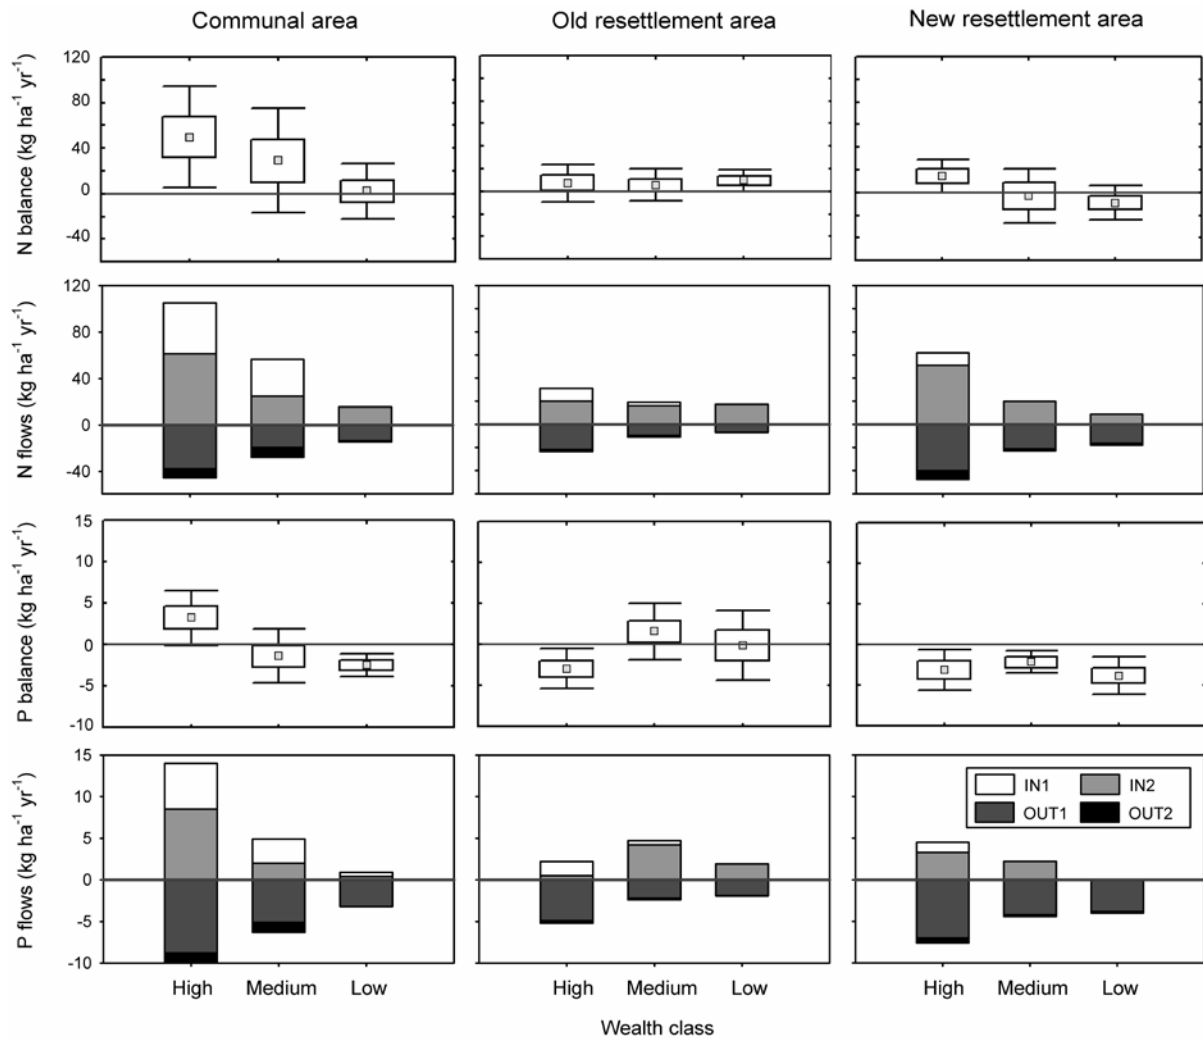 Communal area Old resettlement area New resettlement area
N balance (kg ha⁻¹ yr⁻¹)
120
80
40
0
-40
N flows (kg ha⁻¹ yr⁻¹)
120
80
40
0
-40
P balance (kg ha⁻¹ yr⁻¹)
15
10
5
0
-5
-10
P flows (kg ha⁻¹ yr⁻¹)
15
10
5
0
-5
-10
IN1 IN2
OUT1 OUT2
High Medium Low High Medium Low High Medium Low
Wealth class